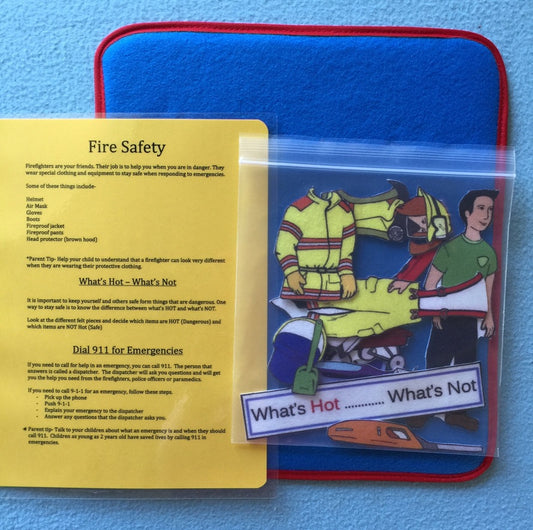 Fire Safety
Firefighters are your friends. Their job is to help you when you are in danger. They
wear special clothing and equipment to stay safe when responding to emergencies.
Some of these things include-
Helmet
Air Mask
Gloves
Boots
Fireproof jacket
Fireproof pants
Head protector (brown hood)
*Parent Tip- Help your child to understand that a firefighter can look very different
when they are wearing their protective clothing.
What's Hot – What's Not
It is important to keep yourself and others safe form things that are dangerous. One
way to stay safe is to know the difference between what's HOT and what's NOT.
Look at the different felt pieces and decide which items are HOT (Dangerous) and
which items are NOT Hot (Safe)
Dial 911 for Emergencies
If you need to call for help in an emergency, you can call 911. The person that
answers is called a dispatcher. The dispatcher will ask you questions and will get
you the help you need from the firefighters, police officers or paramedics.
If you need to call 9-1-1 for an emergency, follow these steps.
- Pick up the phone
- Push 9-1-1
- Explain your emergency to the dispatcher
- Answer any questions that the dispatcher asks you.
Parent tip- Talk to your children about what an emergency is and when they should
call 911. Children as young as 2 years old have saved lives by calling 911 in
emergencies.
What's Hot ............ What's Not